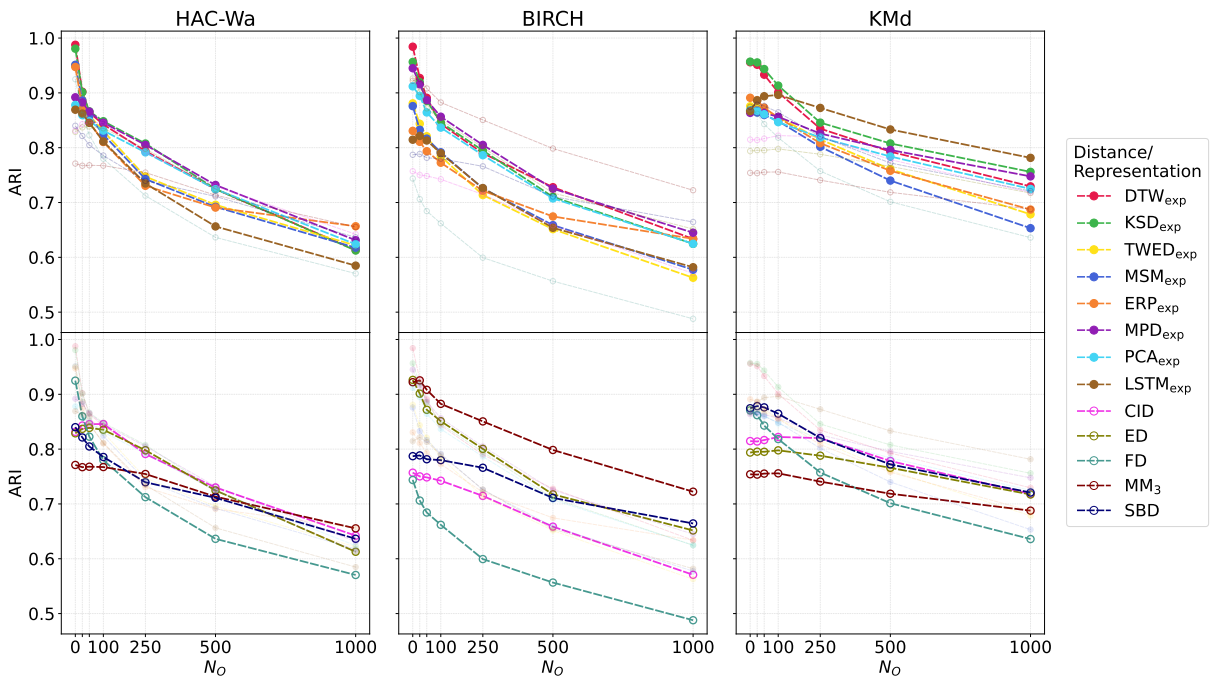 HAC-Wa
BIRCH
KMd
ARI
1.0
0.9
0.8
0.7
0.6
0.5
ARI
1.0
0.9
0.8
0.7
0.6
0.5
0 100 250 500 1000
0 100 250 500 1000
0 100 250 500 1000
N_O
N_O
N_O
Distance/
Representation
DTW_exp
KSD_exp
TWED_exp
MSM_exp
ERP_exp
MPD_exp
PCA_exp
LSTM_exp
CID
ED
FD
MM_3
SBD